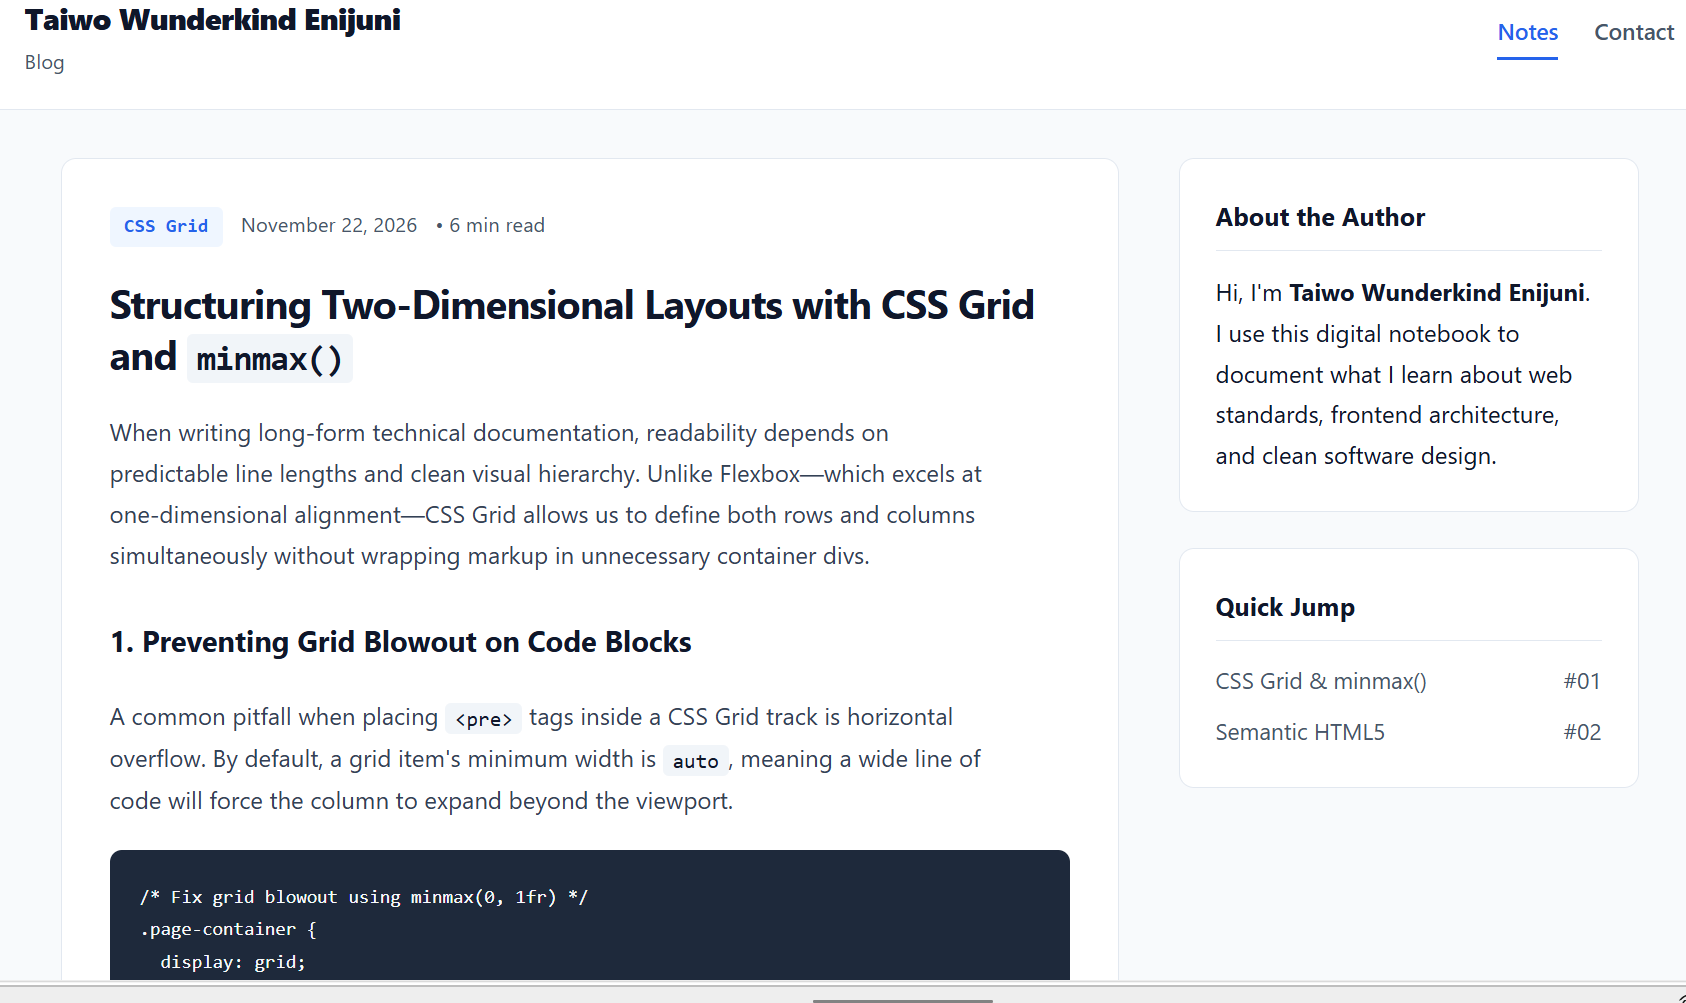 Taiwo Wunderkind Enijuni
Blog
Notes
Contact
CSS Grid
November 22, 2026
• 6 min read
Structuring Two-Dimensional Layouts with CSS Grid
and minmax()
When writing long-form technical documentation, readability depends on
predictable line lengths and clean visual hierarchy. Unlike Flexbox—which excels at
one-dimensional alignment—CSS Grid allows us to define both rows and columns
simultaneously without wrapping markup in unnecessary container divs.
1. Preventing Grid Blowout on Code Blocks
A common pitfall when placing <pre> tags inside a CSS Grid track is horizontal
overflow. By default, a grid item's minimum width is auto, meaning a wide line of
code will force the column to expand beyond the viewport.
/* Fix grid blowout using minmax(0, 1fr) */
.page-container {
  display: grid;
About the Author
Hi, I'm Taiwo Wunderkind Enijuni.
I use this digital notebook to
document what I learn about web
standards, frontend architecture,
and clean software design.
Quick Jump
CSS Grid & minmax() #01
Semantic HTML5 #02